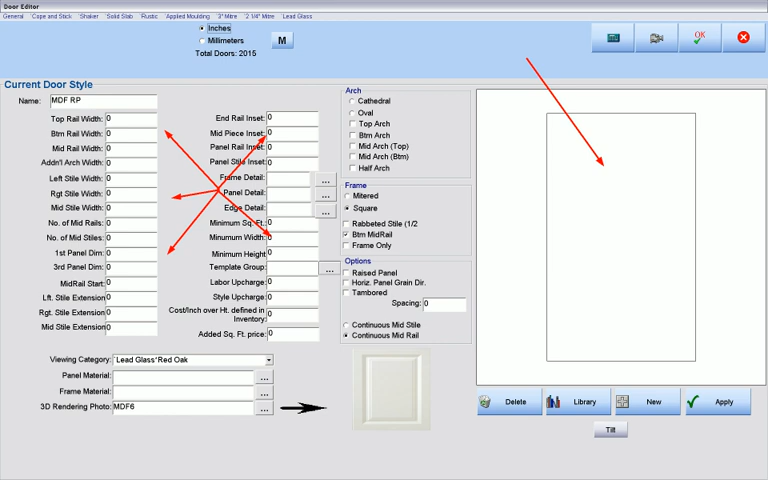 Door Editor
General 'Cope and Stick 'Shaker 'Solid Slab 'Rustic 'Applied Moulding '3" Mitre '2 1/4" Mitre Lead Glass
Inches
Millimeters
M
Total Doors: 2015
OK
Current Door Style
Name: MDF RP
Top Rail Width: 0
Btm Rail Width: 0
Mid Rail Width: 0
Addn'l Arch Width: 0
Left Stile Width: 0
Rgt Stile Width: 0
Mid Stile Width: 0
No. of Mid Rails: 0
No. of Mid Stiles: 0
1st Panel Dim: 0
3rd Panel Dim: 0
MidRail Start: 0
Lft. Stile Extension 0
Rgt. Stile Extension 0
Mid Stile Extension 0
End Rail Inset: 0
Mid Piece Inset: 0
Panel Rail Inset: 0
Panel Stile Inset: 0
Frame Detail: ...
Panel Detail: ...
Edge Detail: ...
Minimum Sq. Ft.: 0
Minumum Width: 0
Minimum Height 0
Template Group: ...
Labor Upcharge: 0
Style Upcharge: 0
Cost/Inch over Ht. defined in
Inventory: 0
Added Sq. Ft. price: 0
Arch
Cathedral
Oval
Top Arch
Btm Arch
Mid Arch (Top)
Mid Arch (Btm)
Half Arch
Frame
Mitered
Square
Rabbeted Stile (1/2
Btm MidRail
Frame Only
Options
Raised Panel
Horiz. Panel Grain Dir.
Tambored
Spacing: 0
Continuous Mid Stile
Continuous Mid Rail
Viewing Category: 'Lead Glass'Red Oak
Panel Material: ...
Frame Material: ...
3D Rendering Photo: MDF6 ...
Delete
Library
New
Apply
Tilt